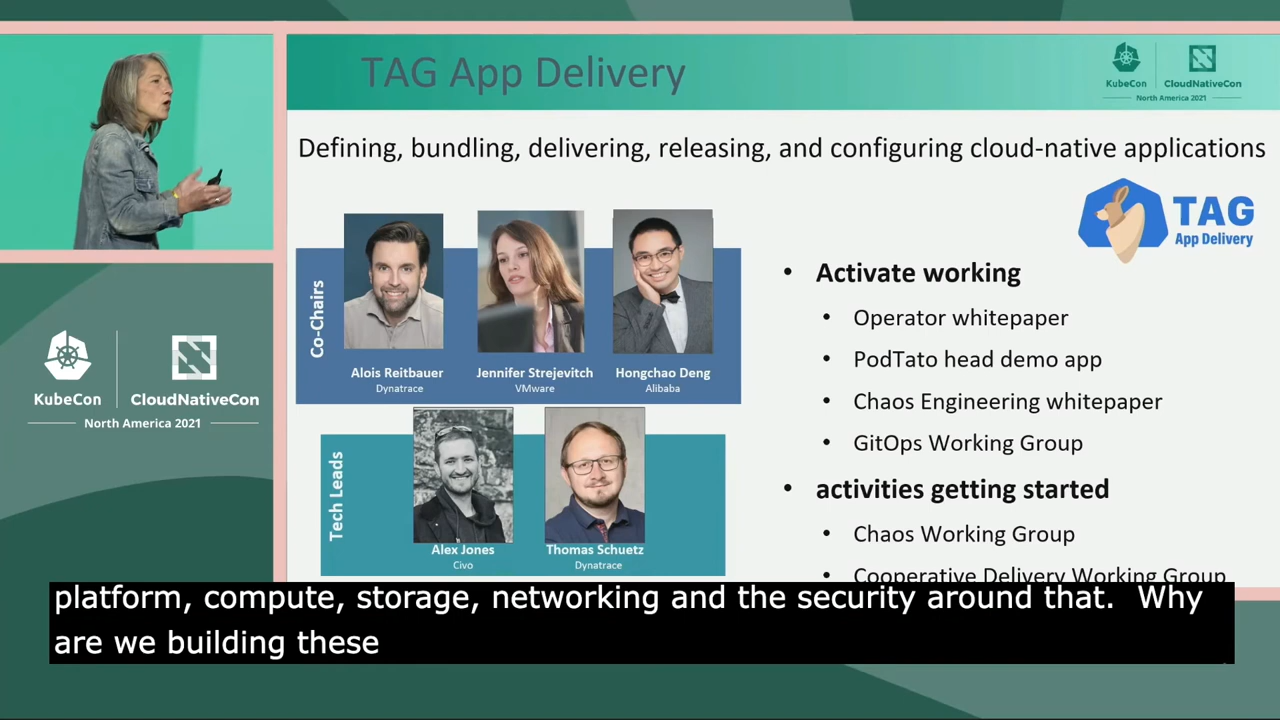 TAG App Delivery
KubeCon
CloudNativeCon
North America 2021
Defining, bundling, delivering, releasing, and configuring cloud-native applications
TAG
App Delivery
Co-Chairs
Alois Reitbauer
Dynatrace
Jennifer Strejevitch
VMware
Hongchao Deng
Alibaba
Tech Leads
Alex Jones
Civo
Thomas Schuetz
Dynatrace
• Activate working
• Operator whitepaper
• PodTato head demo app
• Chaos Engineering whitepaper
• GitOps Working Group
• activities getting started
• Chaos Working Group
• Cooperative Delivery Working Group
KubeCon
CloudNativeCon
North America 2021
platform, compute, storage, networking and the security around that.  Why
are we building these